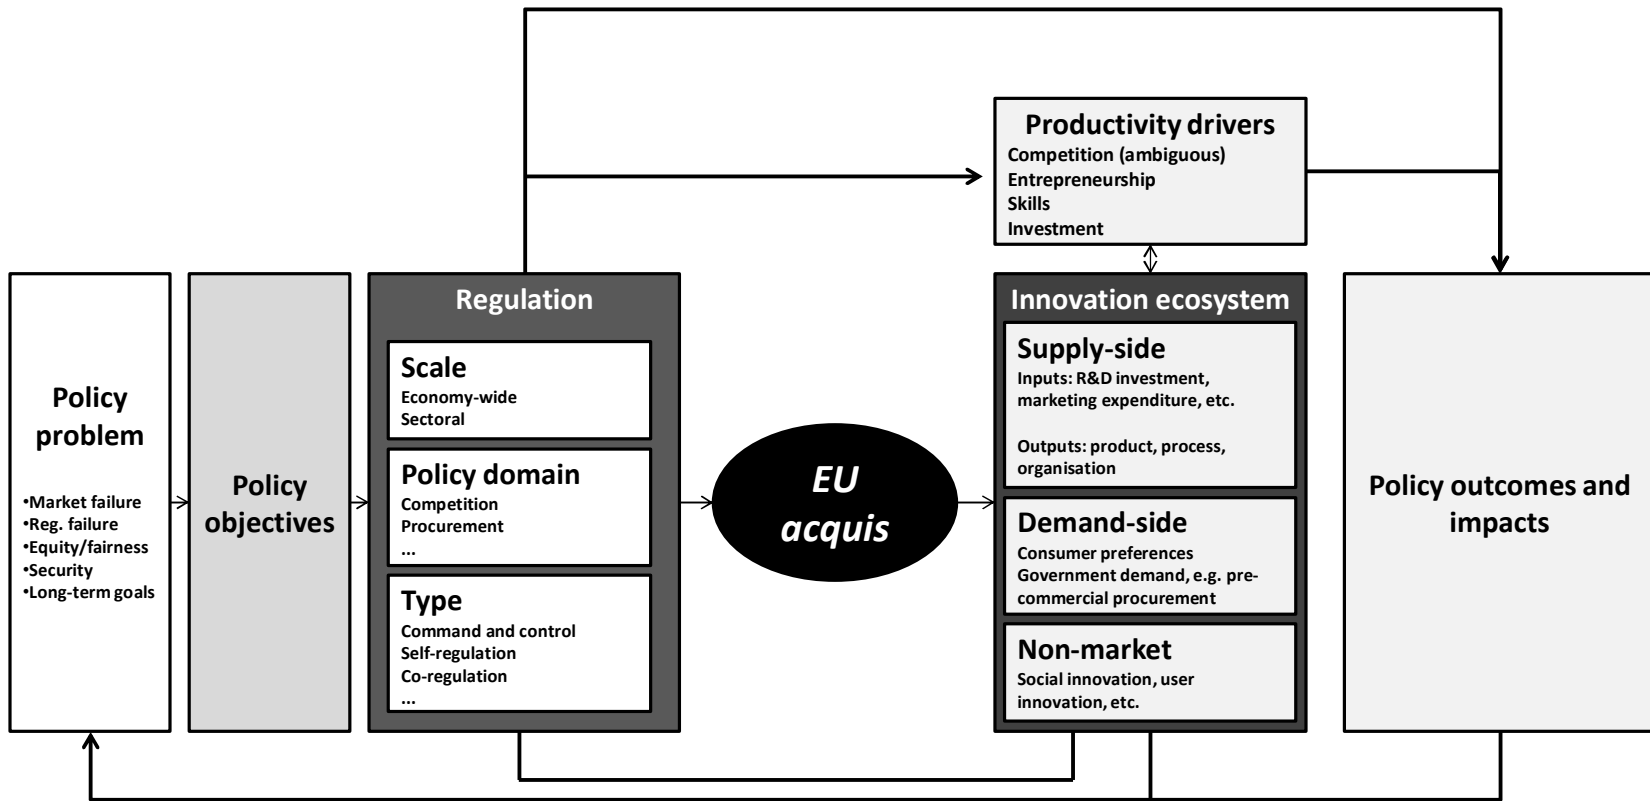 Productivity drivers
Competition (ambiguous)
Entrepreneurship
Skills
Investment
Policy
problem
•Market failure
•Reg. failure
•Equity/fairness
•Security
•Long-term goals
Policy
objectives
Regulation
Scale
Economy-wide
Sectoral
Policy domain
Competition
Procurement
...
Type
Command and control
Self-regulation
Co-regulation
...
EU
acquis
Innovation ecosystem
Supply-side
Inputs: R&D investment,
marketing expenditure, etc.
Outputs: product, process,
organisation
Demand-side
Consumer preferences
Government demand, e.g. pre-
commercial procurement
Non-market
Social innovation, user
innovation, etc.
Policy outcomes and
impacts